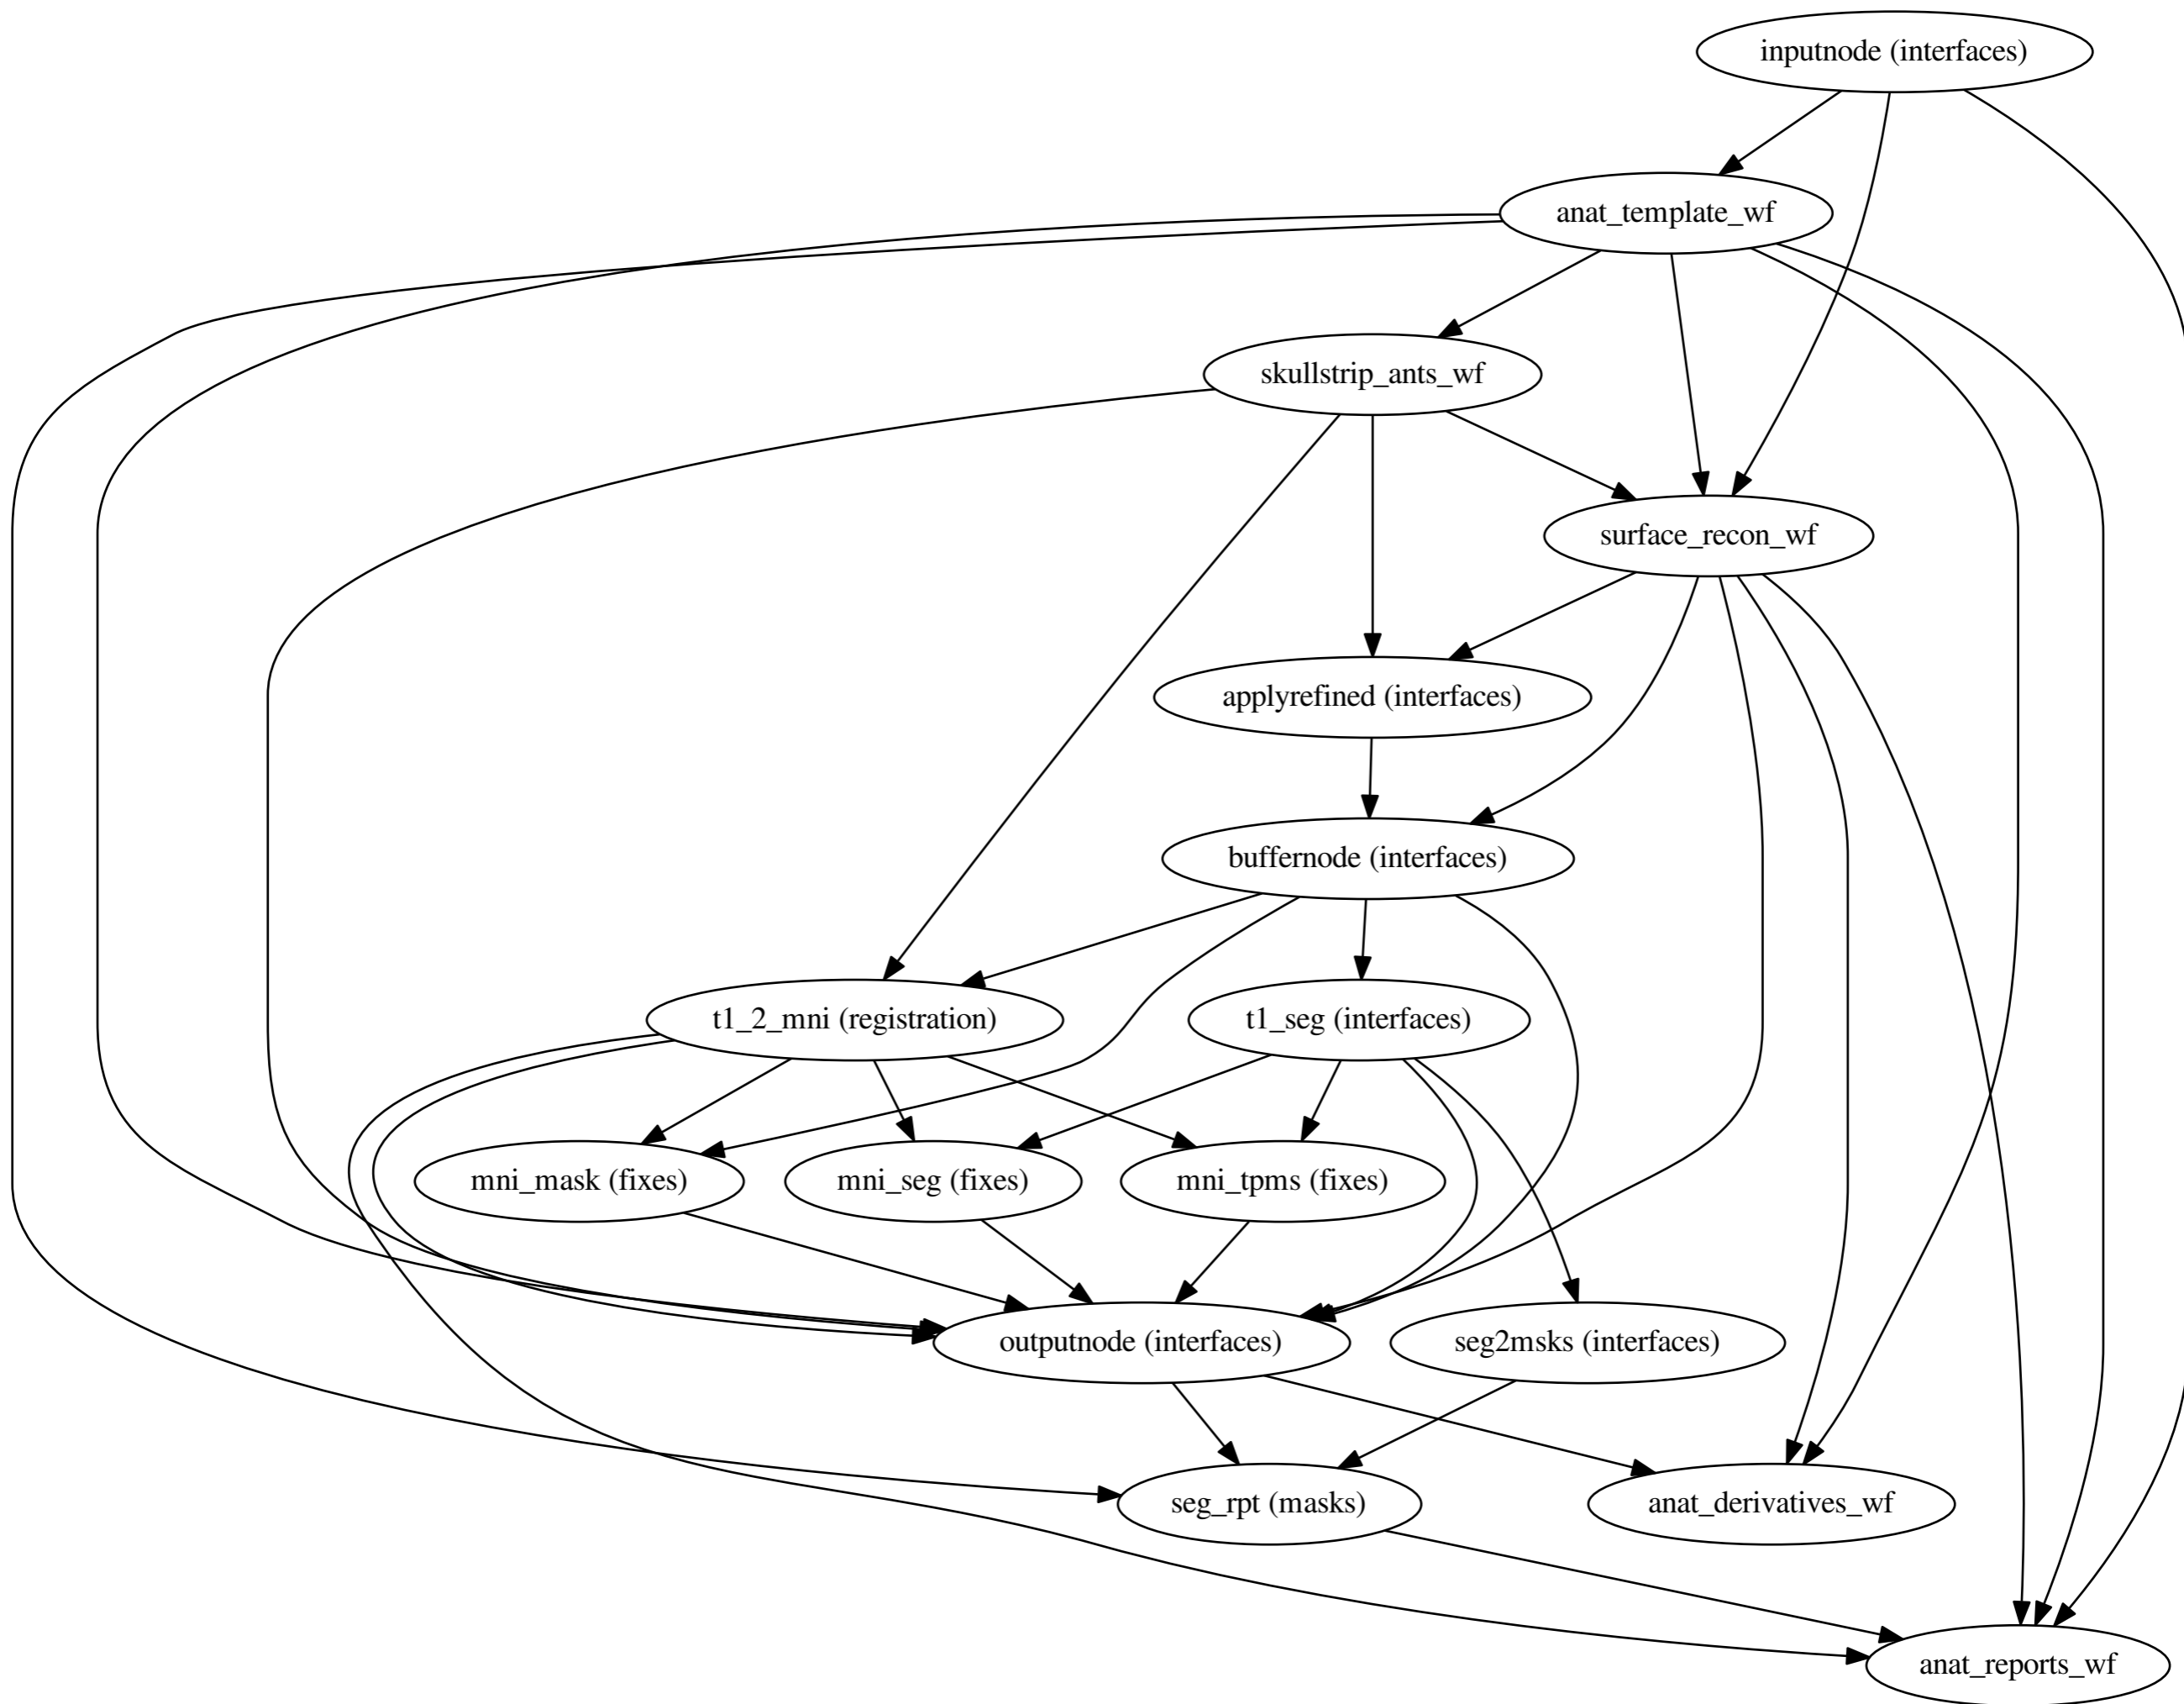 inputnode (interfaces)
anat_template_wf
skullstrip_ants_wf
surface_recon_wf
applyrefined (interfaces)
buffernode (interfaces)
t1_2_mni (registration)
t1_seg (interfaces)
mni_mask (fixes)
mni_seg (fixes)
mni_tpms (fixes)
outputnode (interfaces)
seg2msks (interfaces)
seg_rpt (masks)
anat_derivatives_wf
anat_reports_wf